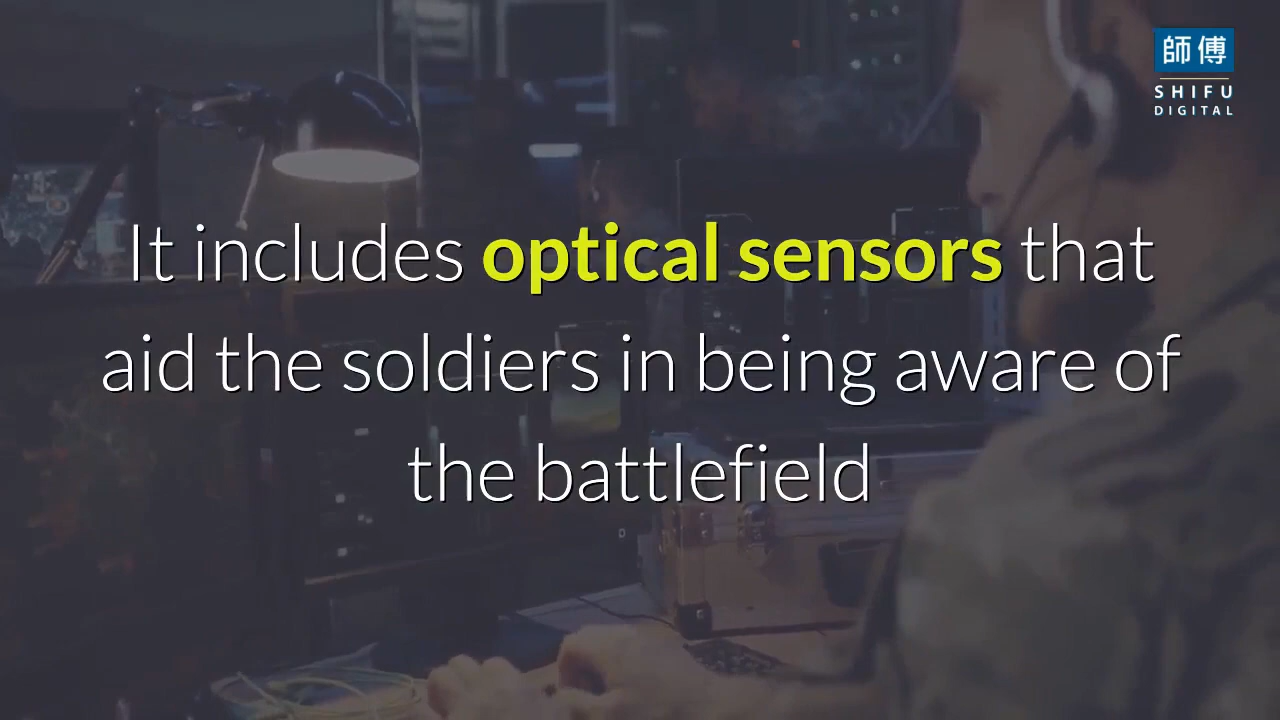 師傅
SHIFU
DIGITAL
It includes optical sensors that
aid the soldiers in being aware of
the battlefield